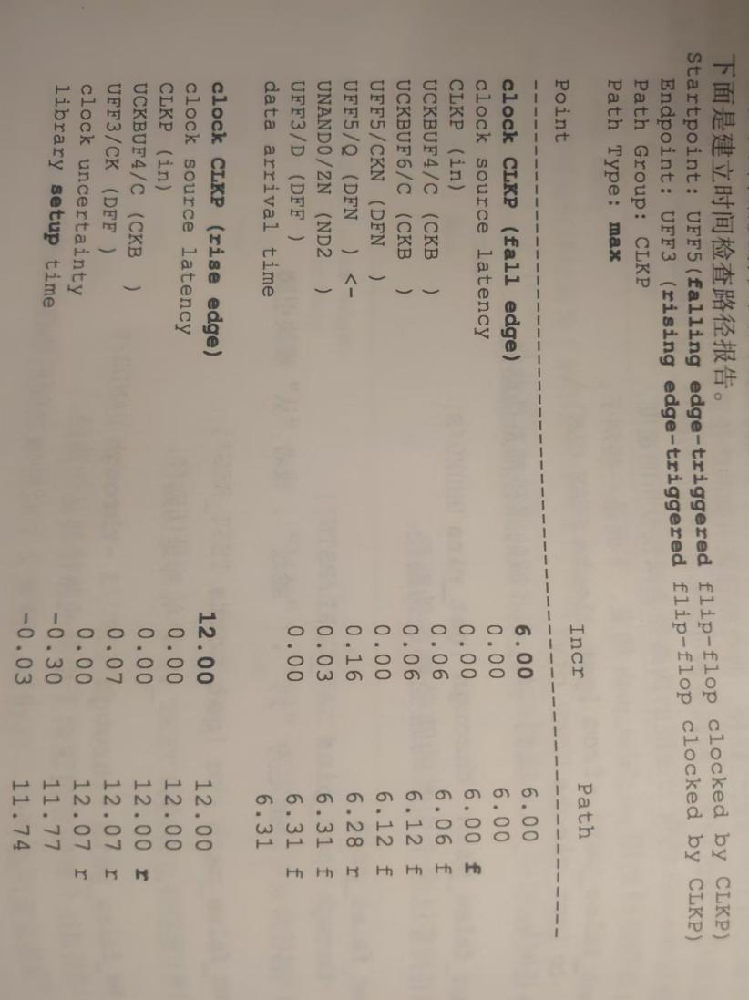 下面是建立时间检查路径报告。
Startpoint: UFF5(falling edge-triggered flip-flop clocked by CLKP)
Endpoint: UFF3 (rising edge-triggered flip-flop clocked by CLKP)
Path Group: CLKP
Path Type: max
Point Incr Path
------------------------------------------------------------
clock CLKP (fall edge) 6.00 6.00
clock source latency 0.00 6.00
CLKP (in) 0.00 6.00 f
UCKBUF4/C (CKB ) 0.06 6.06 f
UCKBUF6/C (CKB ) 0.06 6.12 f
UFF5/CKN (DFN ) 0.00 6.12 f
UFF5/Q (DFN ) <- 0.16 6.28 r
UNAND0/ZN (ND2 ) 0.03 6.31 f
UFF3/D (DFF ) 0.00 6.31 f
data arrival time 6.31
clock CLKP (rise edge) 12.00 12.00
clock source latency 0.00 12.00
CLKP (in) 0.00 12.00 r
UCKBUF4/C (CKB ) 0.07 12.07 r
UFF3/CK (DFF ) 0.00 12.07 r
clock uncertainty -0.30 11.77
library setup time -0.03 11.74